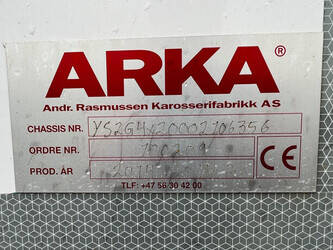 ARKA®
Andr. Rasmussen Karosserifabrikk AS
CHASSIS NR. YS2G4X20002106356
ORDRE NR.
PROD. ÅR
CE
TLF: +47 56 30 42 00